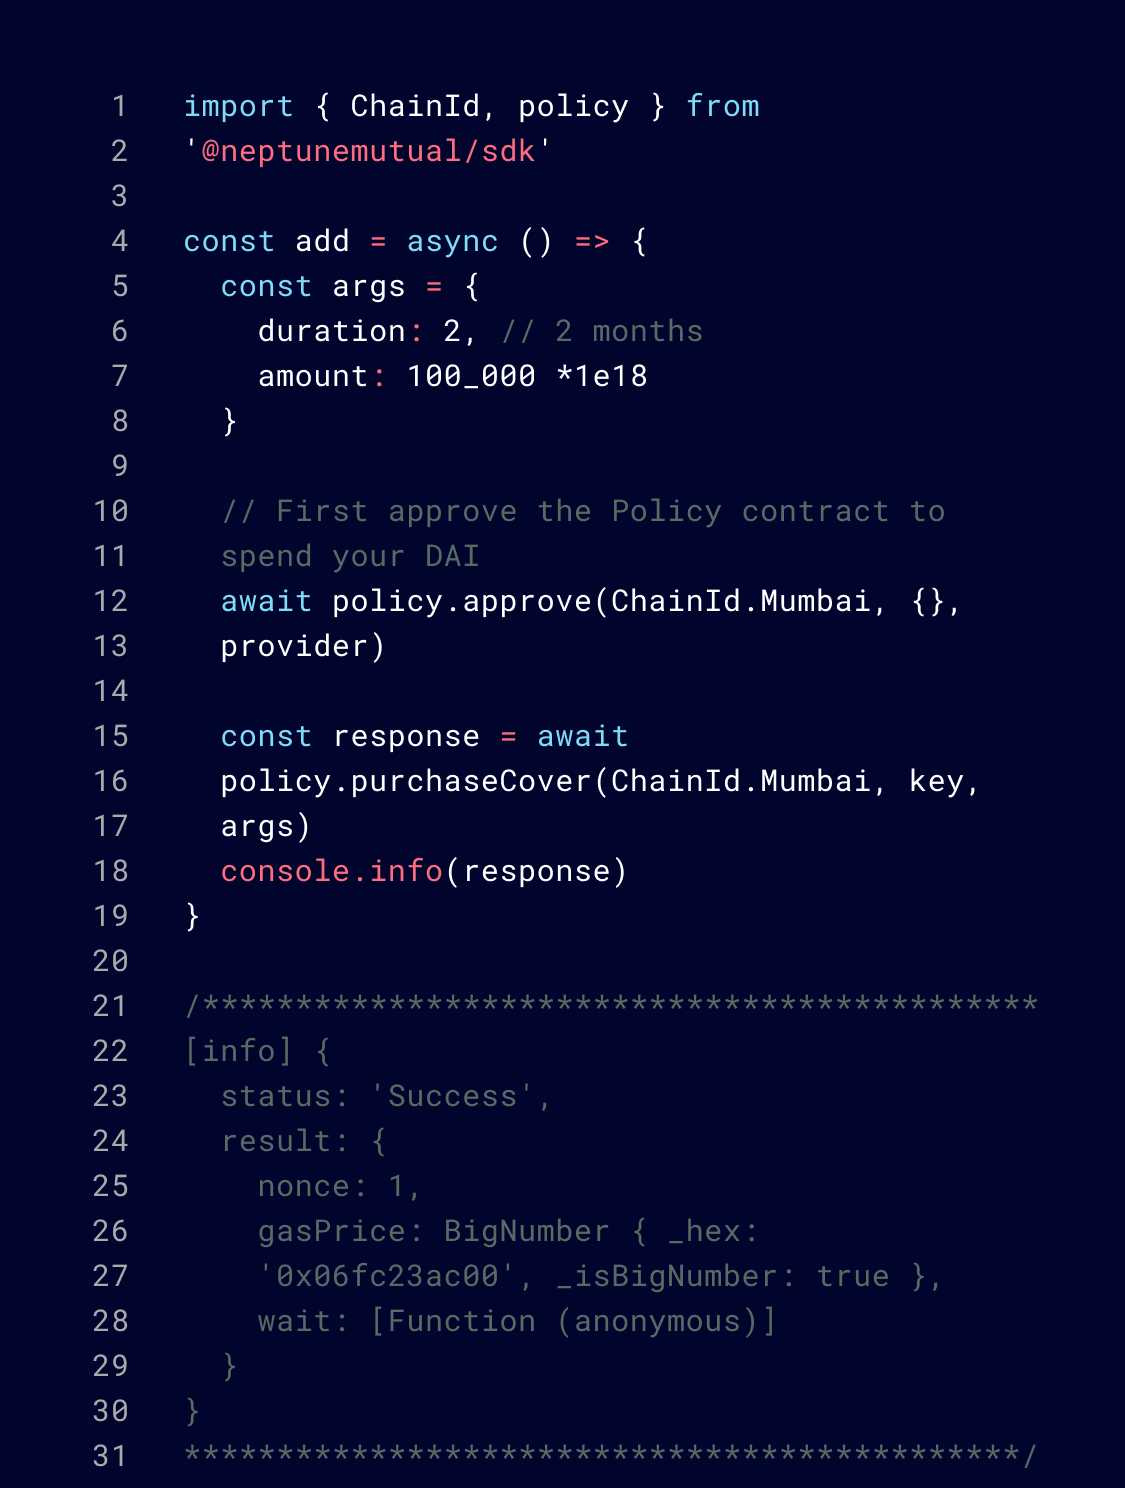 1 import { ChainId, policy } from
2 '@neptunemutual/sdk'
3
4 const add = async () => {
5   const args = {
6     duration: 2, // 2 months
7     amount: 100_000 *1e18
8   }
9
10   // First approve the Policy contract to
11   spend your DAI
12   await policy.approve(ChainId.Mumbai, {},
13   provider)
14
15   const response = await
16   policy.purchaseCover(ChainId.Mumbai, key,
17   args)
18   console.info(response)
19 }
20
21 /*********************************************
22 [info] {
23   status: 'Success',
24   result: {
25     nonce: 1,
26     gasPrice: BigNumber { _hex:
27     '0x06fc23ac00', _isBigNumber: true },
28     wait: [Function (anonymous)]
29   }
30 }
31 *********************************************/